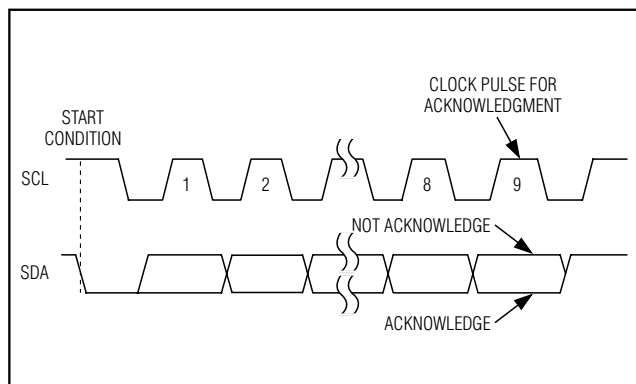 CLOCK PULSE FOR
ACKNOWLEDGMENT
START
CONDITION
SCL
1
2
8
9
NOT ACKNOWLEDGE
SDA
ACKNOWLEDGE